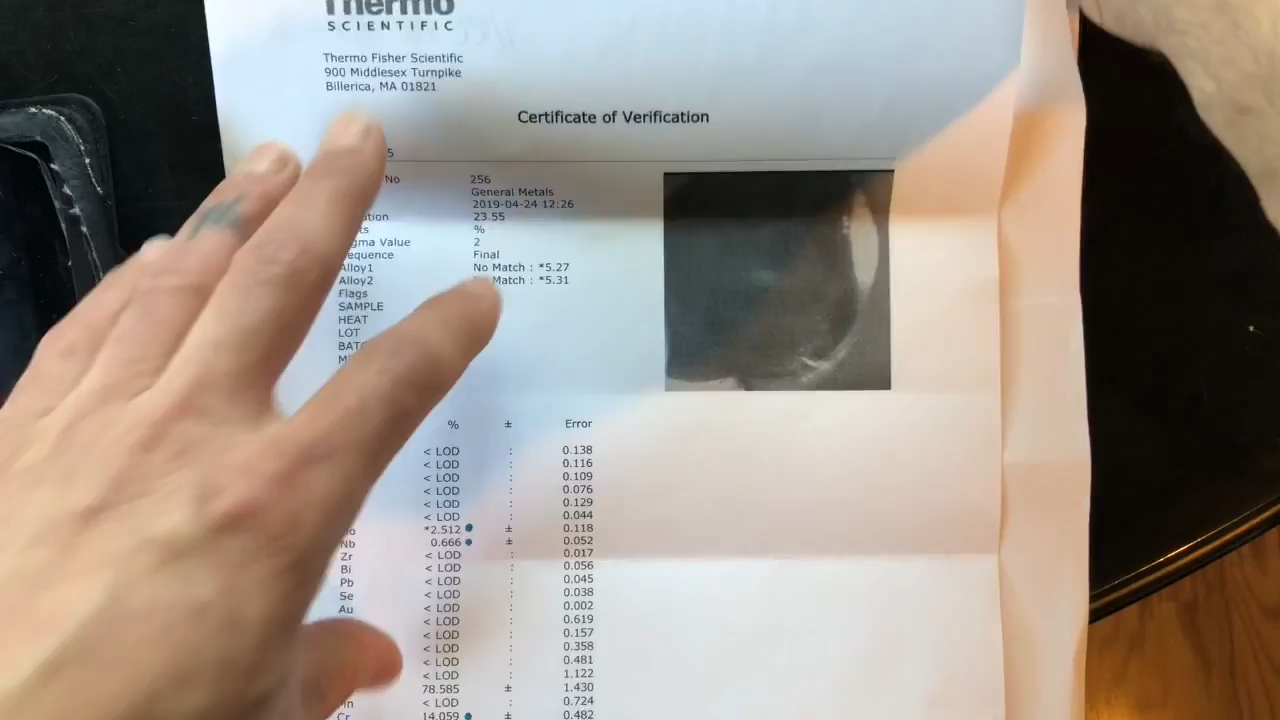 Thermo
SCIENTIFIC
Thermo Fisher Scientific
900 Middlesex Turnpike
Billerica, MA 01821
Certificate of Verification
5
No 256
General Metals
2019-04-24 12:26
23.55
%
Value 2
Final
Alloy1 No Match : *5.27
Alloy2 Match : *5.31
Flags
SAMPLE
HEAT
LOT
% ± Error
< LOD : 0.138
< LOD : 0.116
< LOD : 0.109
< LOD : 0.076
< LOD : 0.129
< LOD : 0.044
*2.512 ± 0.118
Nb 0.666 ± 0.052
Zr < LOD : 0.017
Bi < LOD : 0.056
Pb < LOD : 0.045
Se < LOD : 0.038
Au < LOD : 0.002
< LOD : 0.619
< LOD : 0.157
< LOD : 0.358
< LOD : 0.481
< LOD : 1.122
78.585 ± 1.430
< LOD : 0.724
Cr 14.059 ± 0.482